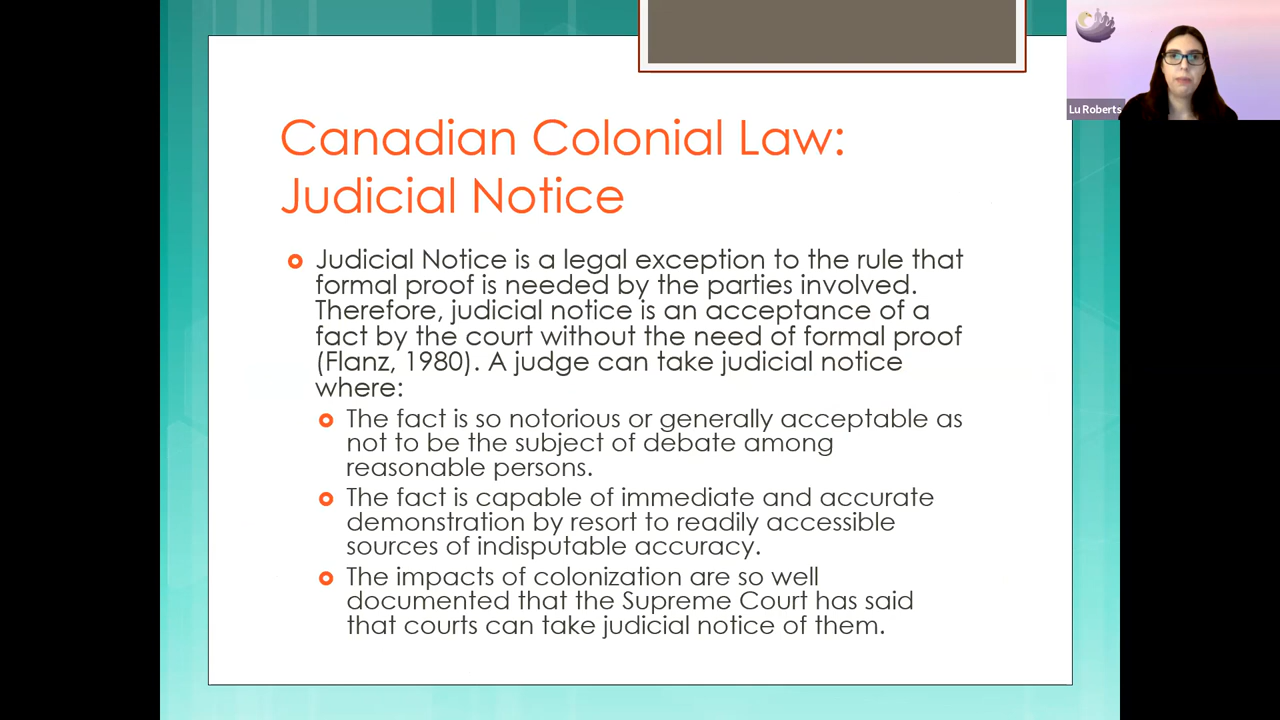 Canadian Colonial Law:
Judicial Notice
Judicial Notice is a legal exception to the rule that
formal proof is needed by the parties involved.
Therefore, judicial notice is an acceptance of a
fact by the court without the need of formal proof
(Flanz, 1980). A judge can take judicial notice
where:
The fact is so notorious or generally acceptable as
not to be the subject of debate among
reasonable persons.
The fact is capable of immediate and accurate
demonstration by resort to readily accessible
sources of indisputable accuracy.
The impacts of colonization are so well
documented that the Supreme Court has said
that courts can take judicial notice of them.
Lu Roberts